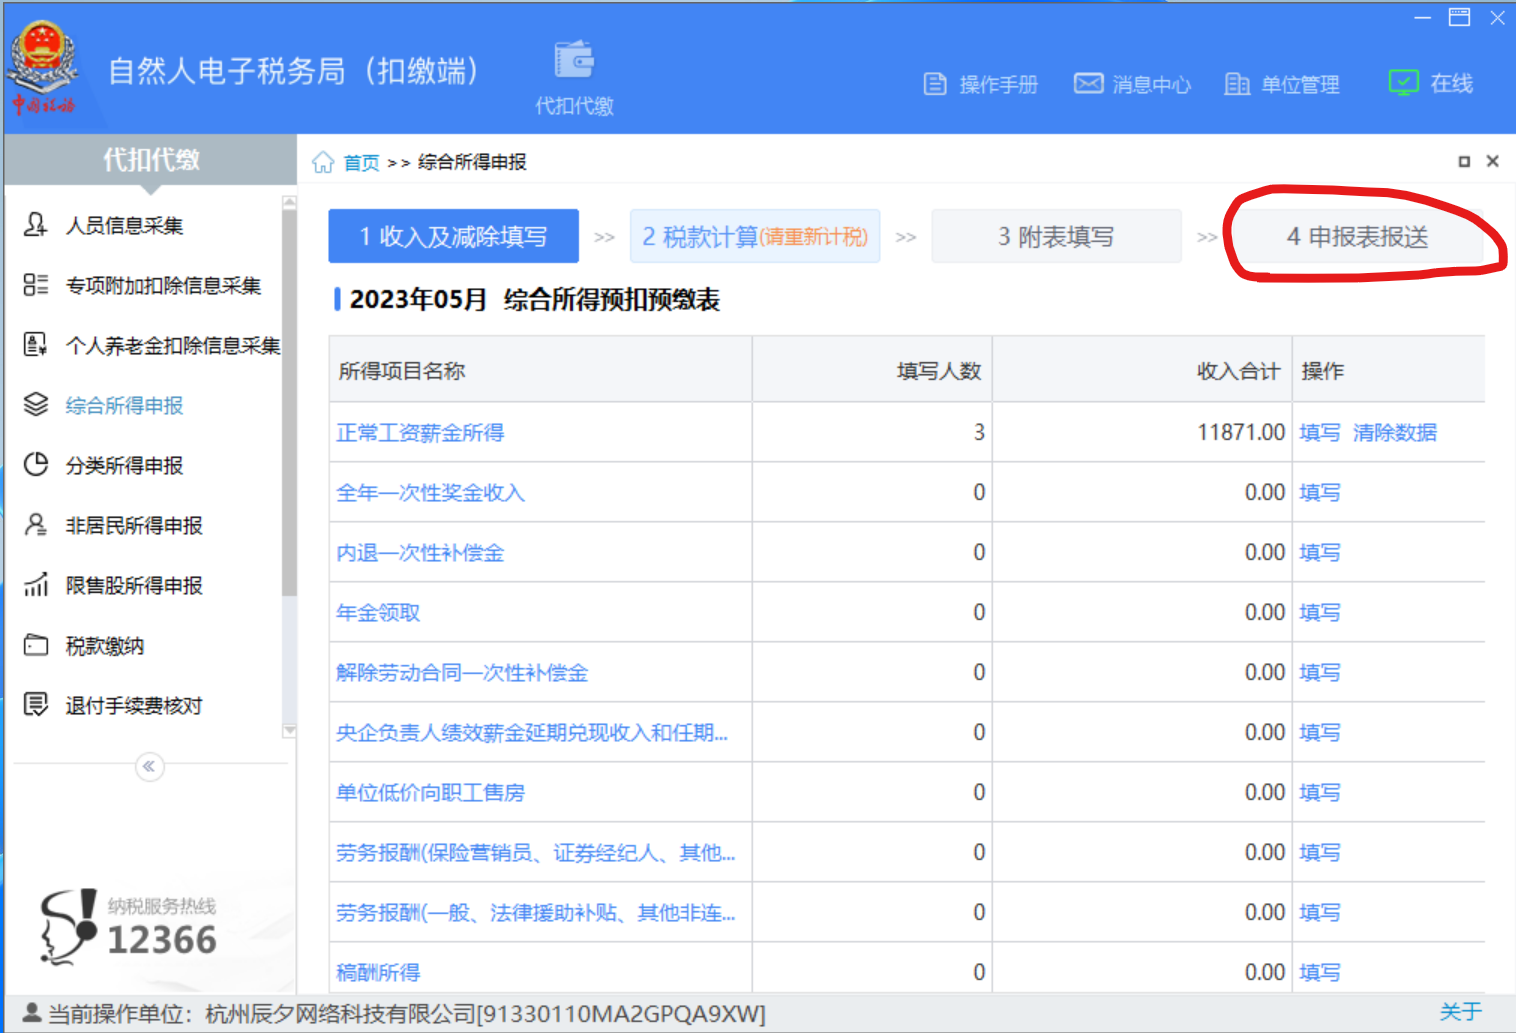 自然人电子税务局（扣缴端）
中国税务
代扣代缴
操作手册
消息中心
单位管理
在线
代扣代缴
首页 >> 综合所得申报
人员信息采集
专项附加扣除信息采集
个人养老金扣除信息采集
综合所得申报
分类所得申报
非居民所得申报
限售股所得申报
税款缴纳
退付手续费核对
纳税服务热线
12366
1 收入及减除填写 >> 2 税款计算(请重新计税) >> 3 附表填写 >> 4 申报表报送
2023年05月 综合所得预扣预缴表
所得项目名称 填写人数 收入合计 操作
正常工资薪金所得 3 11871.00 填写 清除数据
全年一次性奖金收入 0 0.00 填写
内退一次性补偿金 0 0.00 填写
年金领取 0 0.00 填写
解除劳动合同一次性补偿金 0 0.00 填写
央企负责人绩效薪金延期兑现收入和任期... 0 0.00 填写
单位低价向职工售房 0 0.00 填写
劳务报酬(保险营销员、证券经纪人、其他... 0 0.00 填写
劳务报酬(一般、法律援助补贴、其他非连... 0 0.00 填写
稿酬所得 0 0.00 填写
当前操作单位：杭州辰夕网络科技有限公司[91330110MA2GPQA9XW]
关于